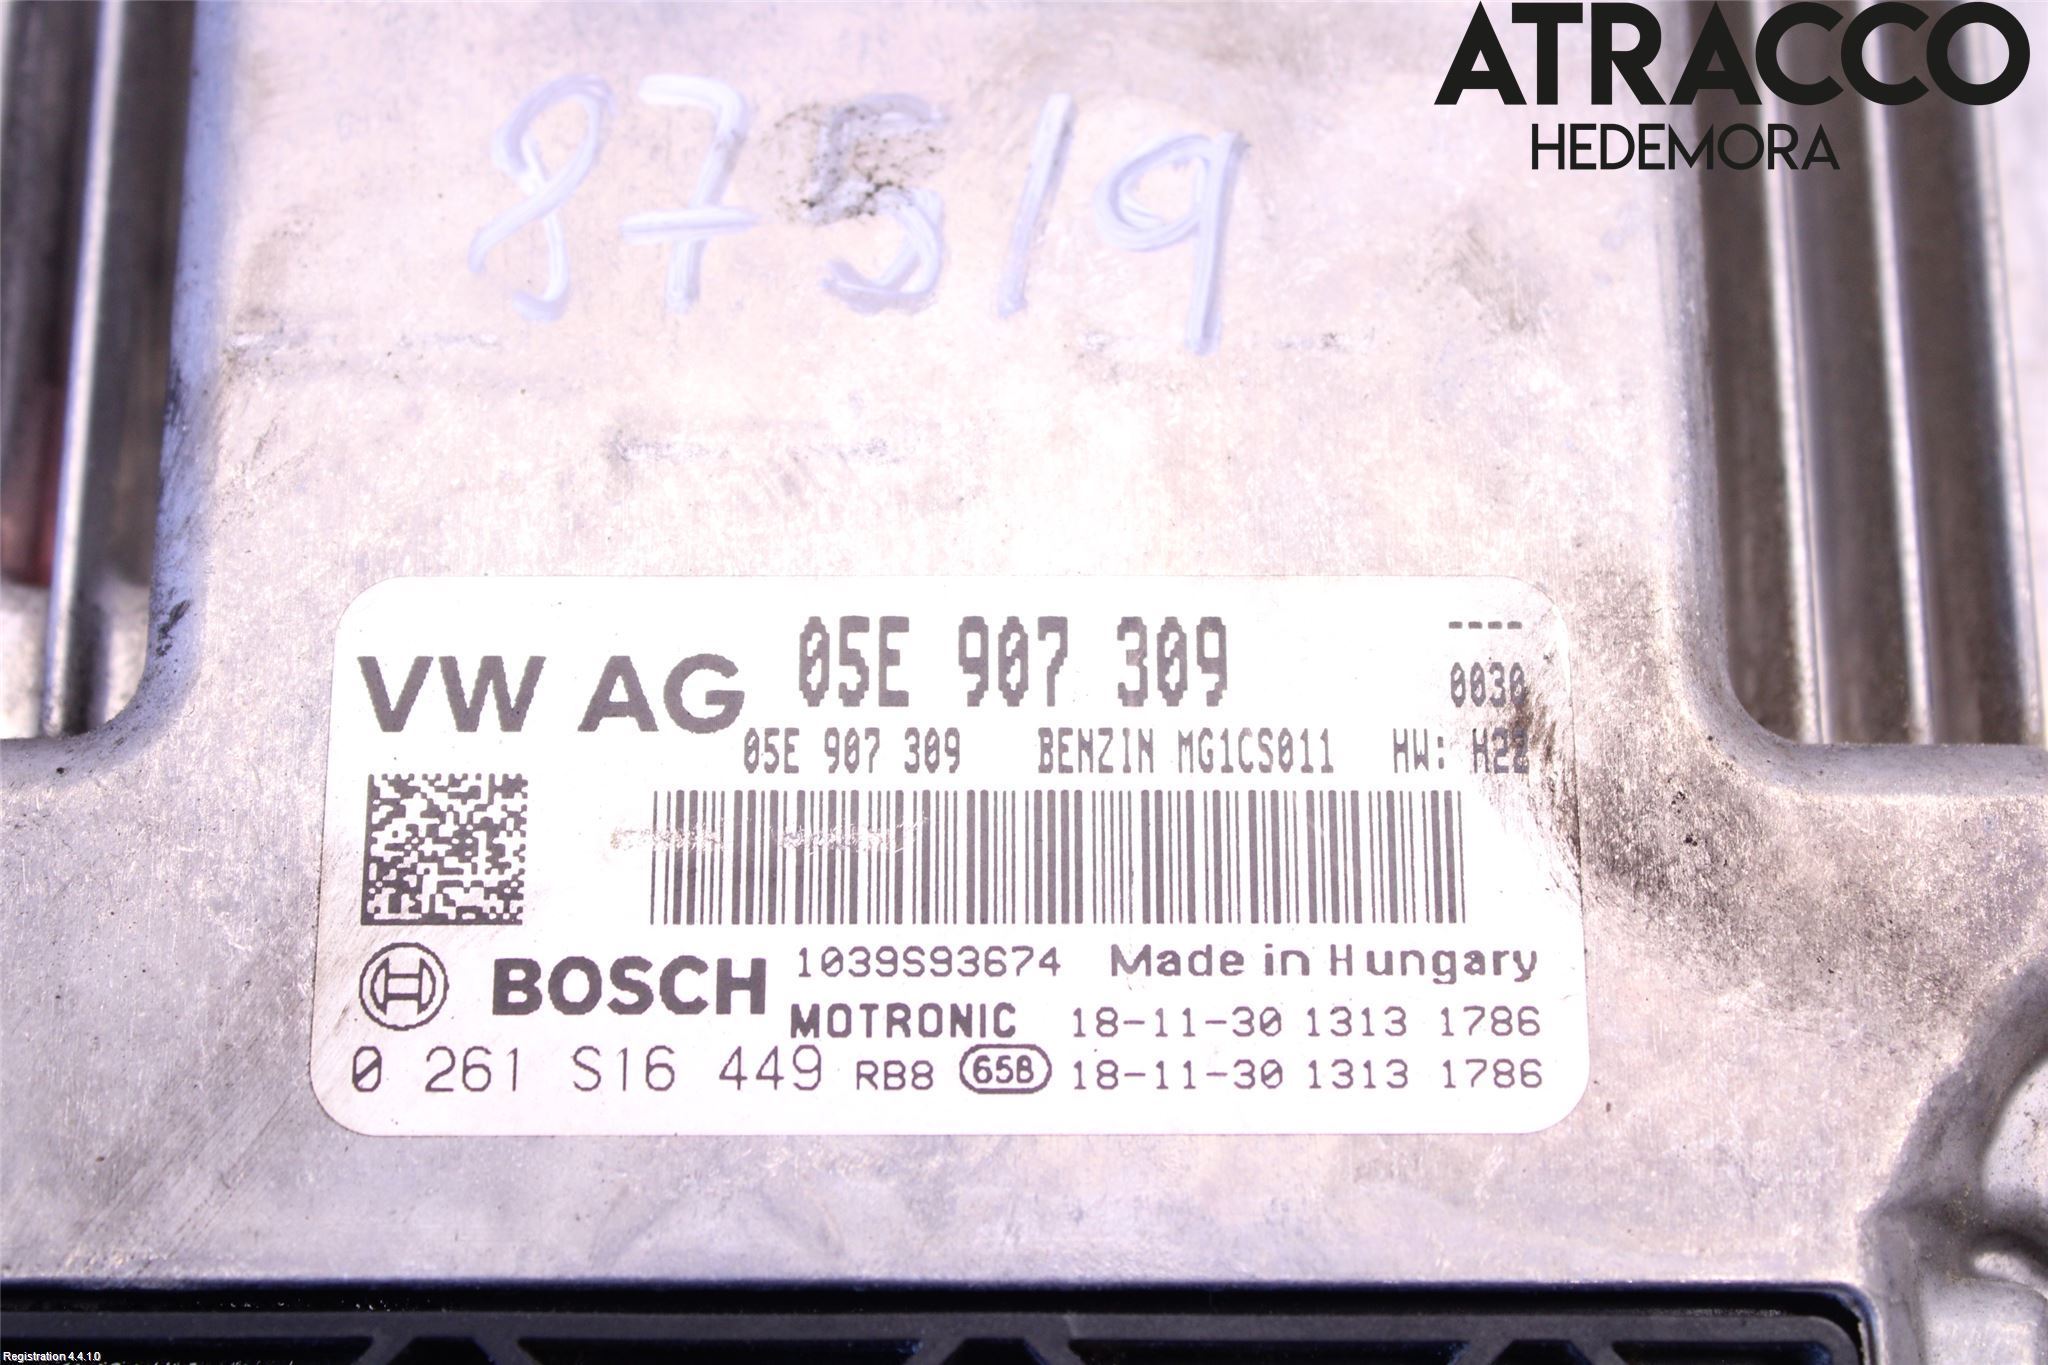 ATRACCO
HEDEMORA
87519
VW AG 05E 907 309 ----
0030
05E 907 309 BENZIN MG1CS011 HW: H22
BOSCH 1039S93674 Made in Hungary
MOTRONIC 18-11-30 1313 1786
0 261 S16 449 RB8 65B 18-11-30 1313 1786
Registration 4.4.1.0